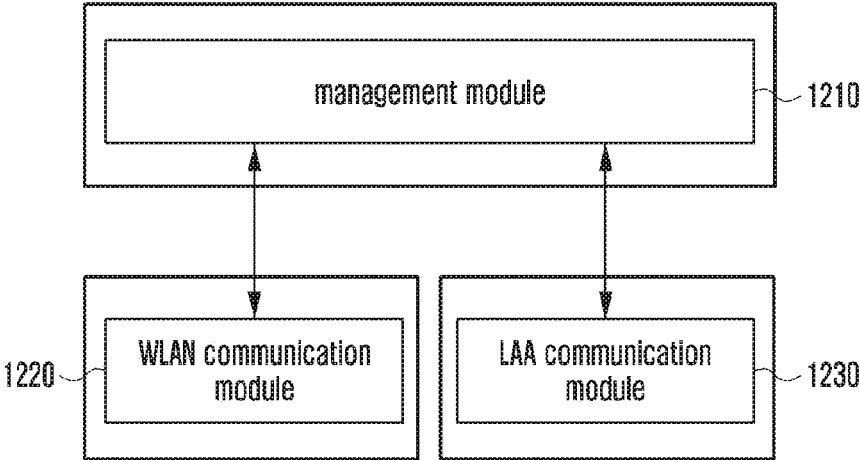 management module
1210
WLAN communication
module
1220
LAA communication
module
1230